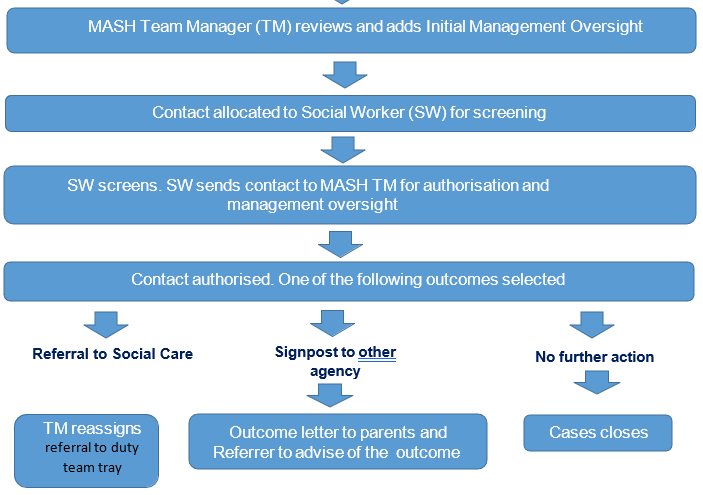 MASH Team Manager (TM) reviews and adds Initial Management Oversight
Contact allocated to Social Worker (SW) for screening
SW screens. SW sends contact to MASH TM for authorisation and
management oversight
Contact authorised. One of the following outcomes selected
Referral to Social Care
Signpost to other
agency
No further action
TM reassigns
referral to duty
team tray
Outcome letter to parents and
Referrer to advise of the outcome
Cases closes